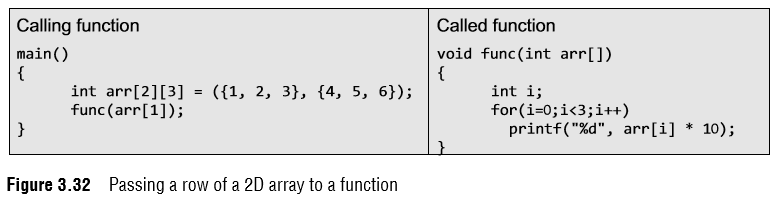 Calling function
main()
{
int arr[2][3] = ({1, 2, 3}, {4, 5, 6});
func(arr[1]);
}
Called function
void func(int arr[])
{
int i;
for(i=0;i<3;i++)
printf("%d", arr[i] * 10);
}
Figure 3.32 Passing a row of a 2D array to a function